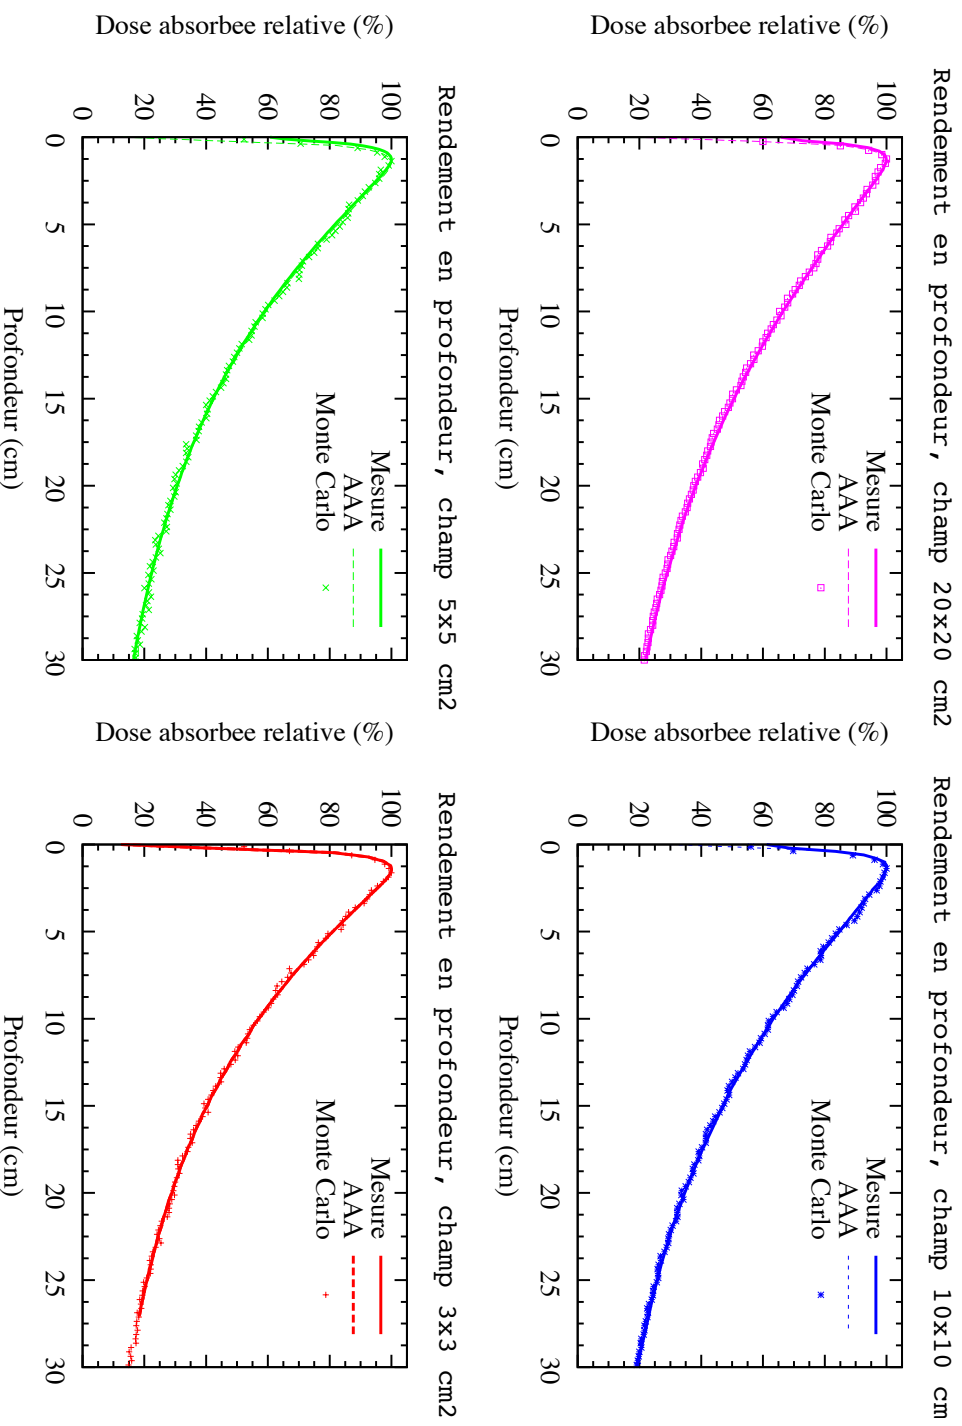 Rendement en profondeur, champ 20x20 cm2
Dose absorbee relative (%)
100
80
60
40
20
0
0 5 10 15 20 25 30
Profondeur (cm)
Mesure
AAA
Monte Carlo
Rendement en profondeur, champ 10x10 cm
Dose absorbee relative (%)
100
80
60
40
20
0
0 5 10 15 20 25 30
Profondeur (cm)
Mesure
AAA
Monte Carlo
Rendement en profondeur, champ 5x5 cm2
Dose absorbee relative (%)
100
80
60
40
20
0
0 5 10 15 20 25 30
Profondeur (cm)
Mesure
AAA
Monte Carlo
Rendement en profondeur, champ 3x3 cm2
Dose absorbee relative (%)
100
80
60
40
20
0
0 5 10 15 20 25 30
Profondeur (cm)
Mesure
AAA
Monte Carlo